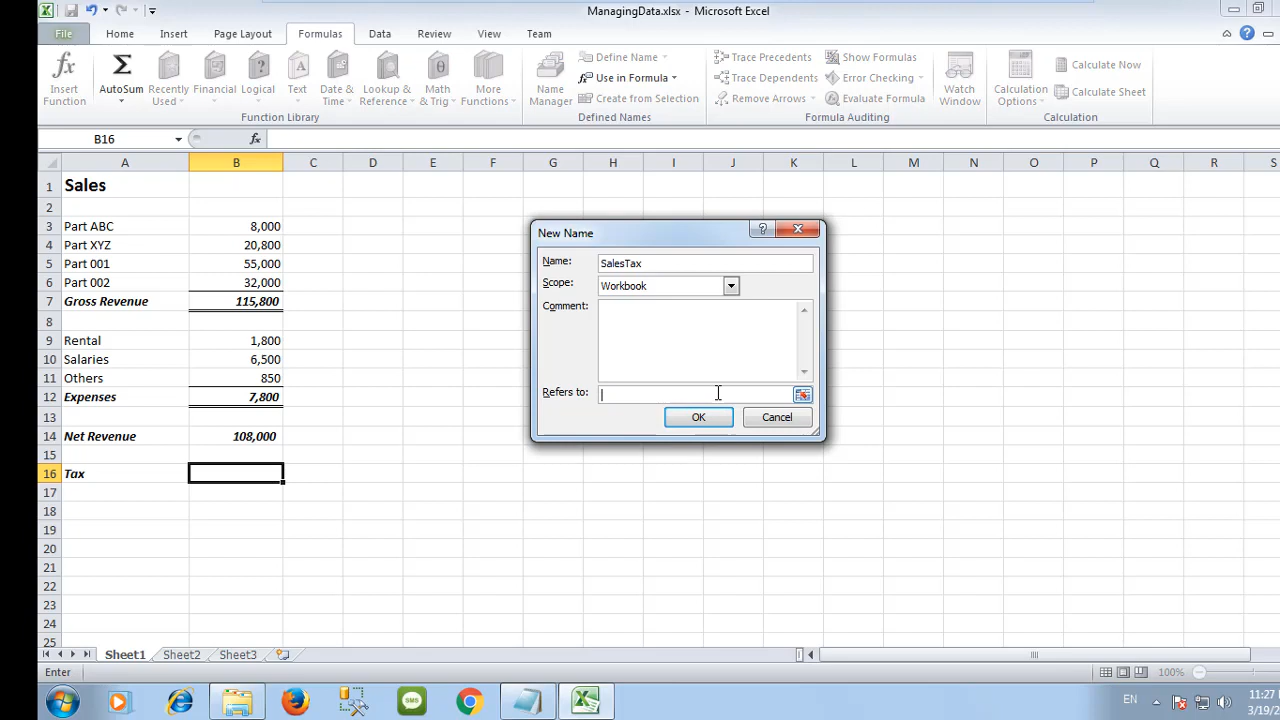 ManagingData.xlsx - Microsoft Excel
File Home Insert Page Layout Formulas Data Review View Team
fx Insert Function
Σ AutoSum
Recently Used
Financial
Logical
Text
Date & Time
Lookup & Reference
Math & Trig
More Functions
Function Library
Name Manager
Define Name
Use in Formula
Create from Selection
Defined Names
Trace Precedents
Trace Dependents
Remove Arrows
Show Formulas
Error Checking
Evaluate Formula
Formula Auditing
Watch Window
Calculation Options
Calculate Now
Calculate Sheet
Calculation
B16 fx
A B C D E F G H I J K L M N O P Q R S
1 Sales
2
3 Part ABC 8,000
4 Part XYZ 20,800
5 Part 001 55,000
6 Part 002 32,000
7 Gross Revenue 115,800
8
9 Rental 1,800
10 Salaries 6,500
11 Others 850
12 Expenses 7,800
13
14 Net Revenue 108,000
15
16 Tax
17
18
19
20
21
22
23
24
25
New Name
Name: SalesTax
Scope: Workbook
Comment:
Refers to:
OK Cancel
Sheet1 Sheet2 Sheet3
Enter 100%
SMS
EN
11:27
3/19/2